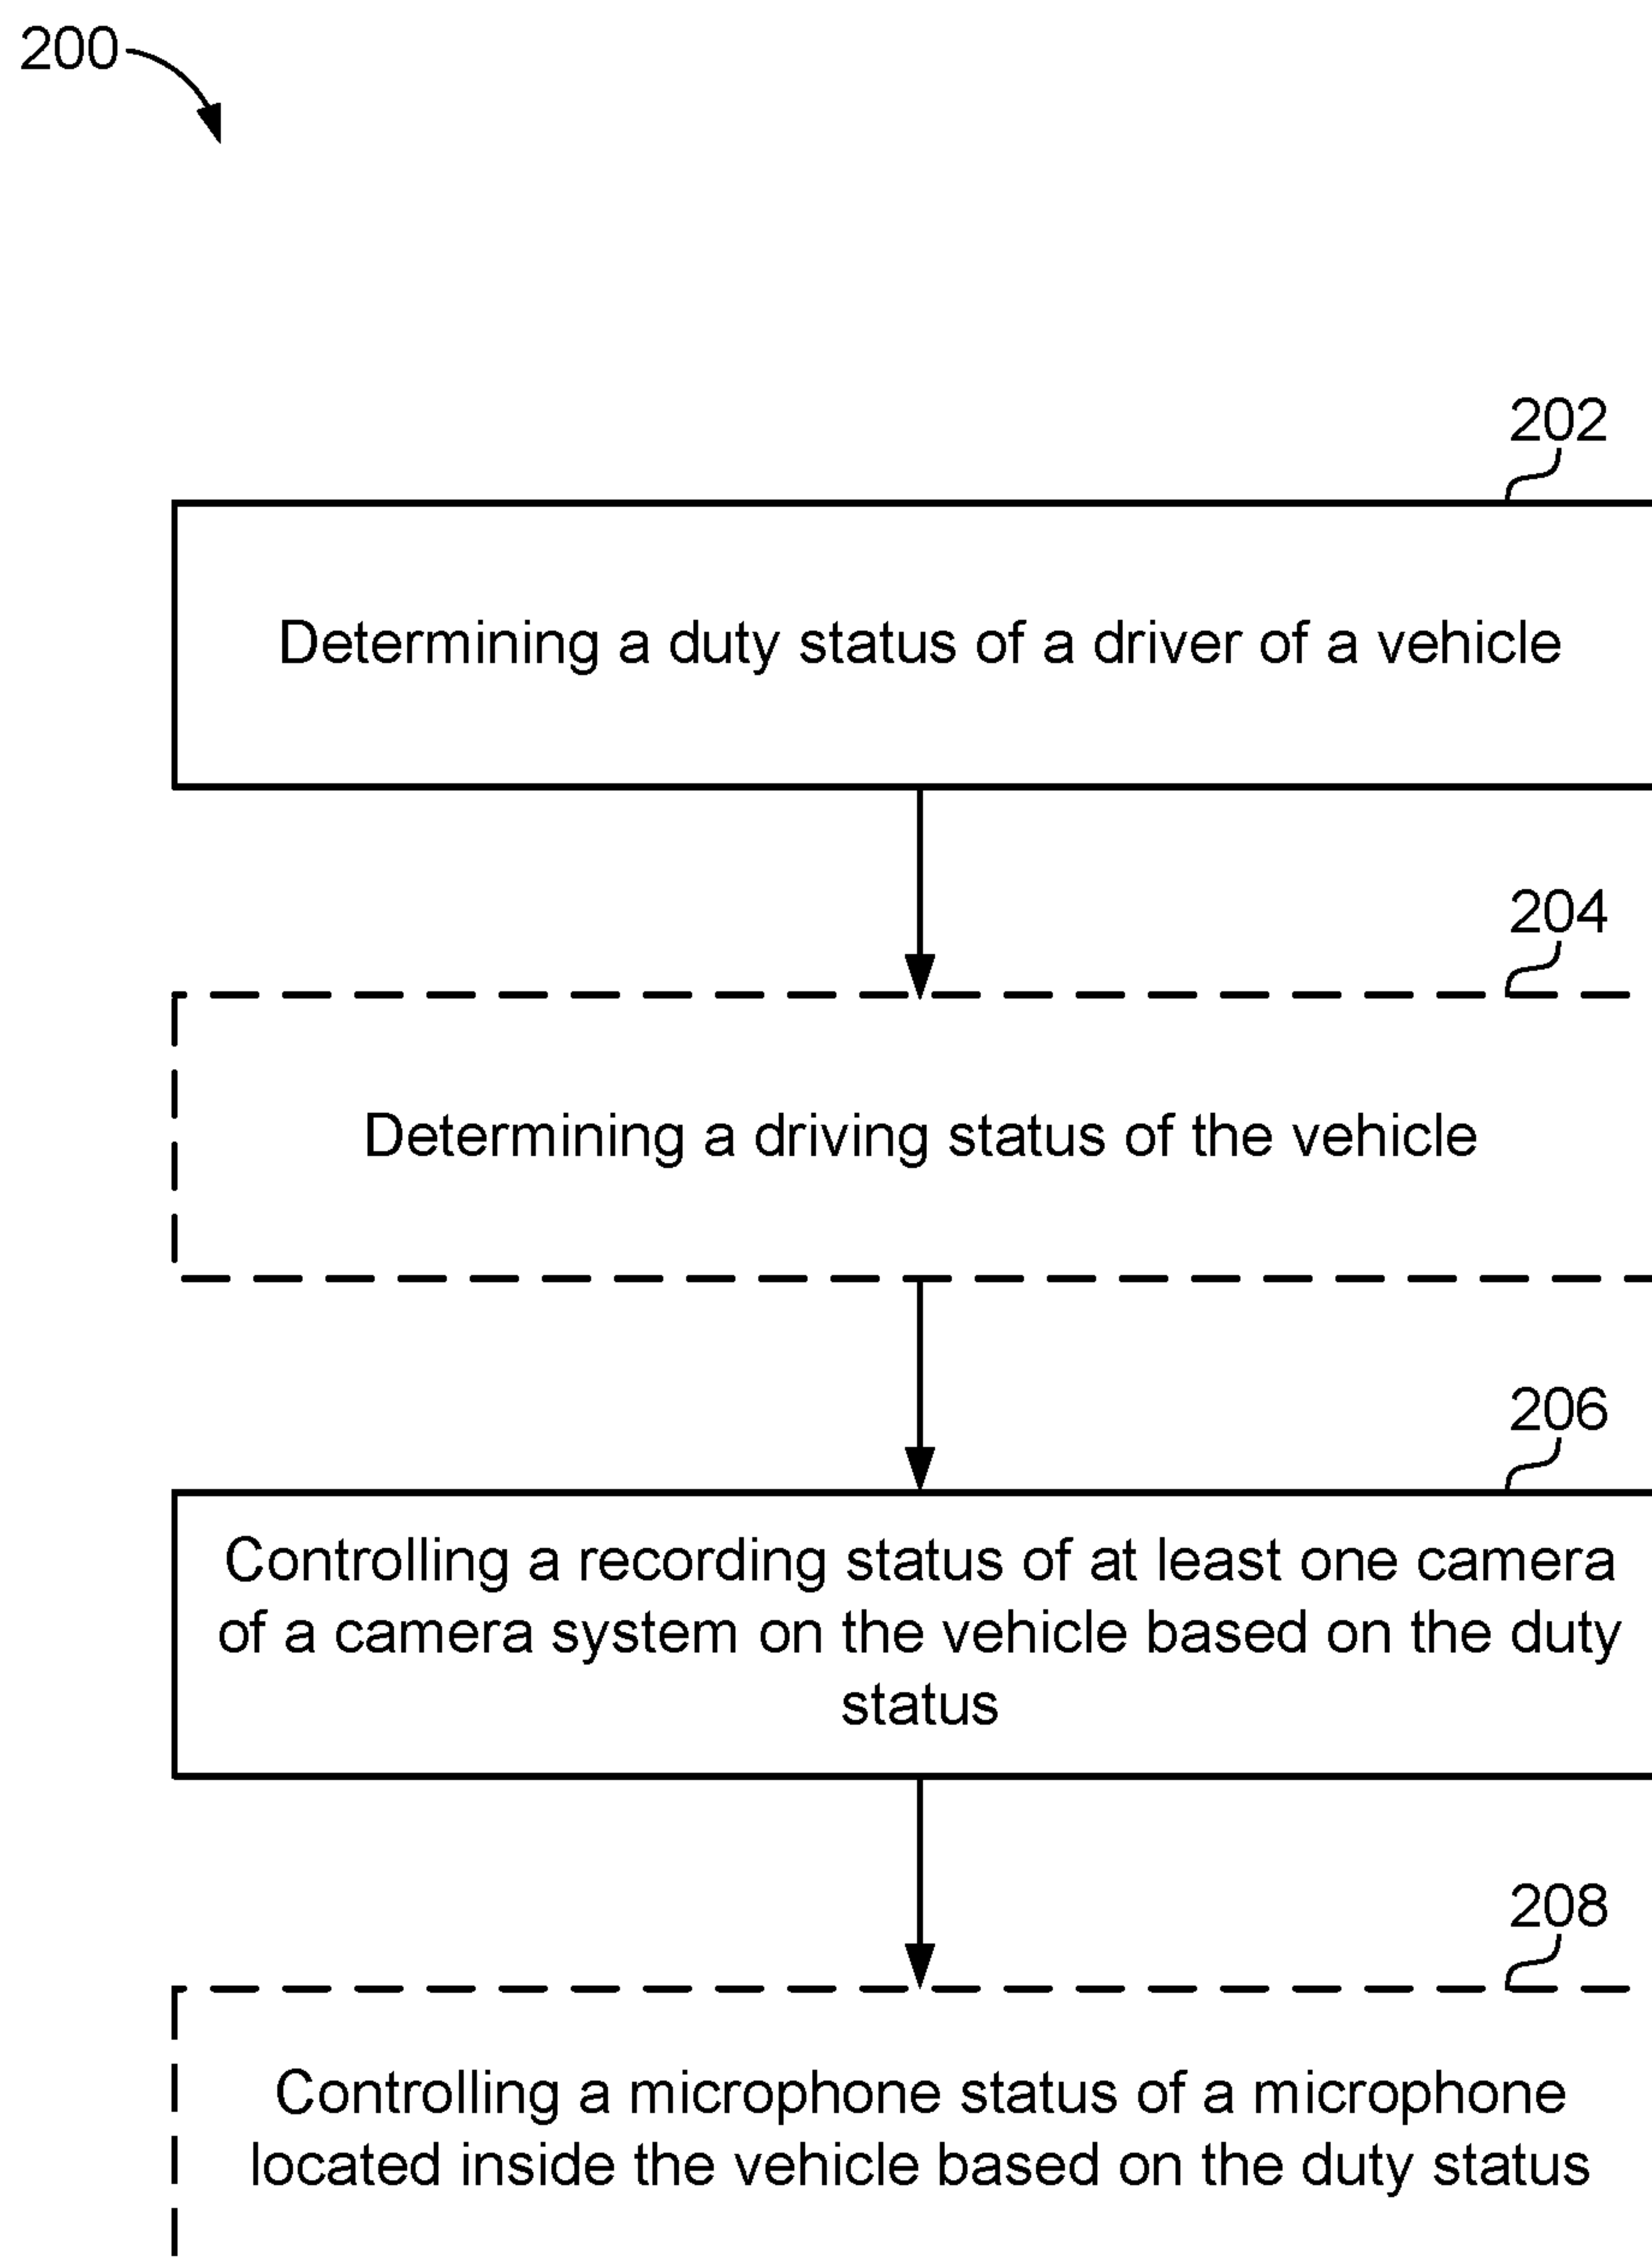 200
202
Determining a duty status of a driver of a vehicle
204
Determining a driving status of the vehicle
206
Controlling a recording status of at least one camera
of a camera system on the vehicle based on the duty
status
208
Controlling a microphone status of a microphone
located inside the vehicle based on the duty status